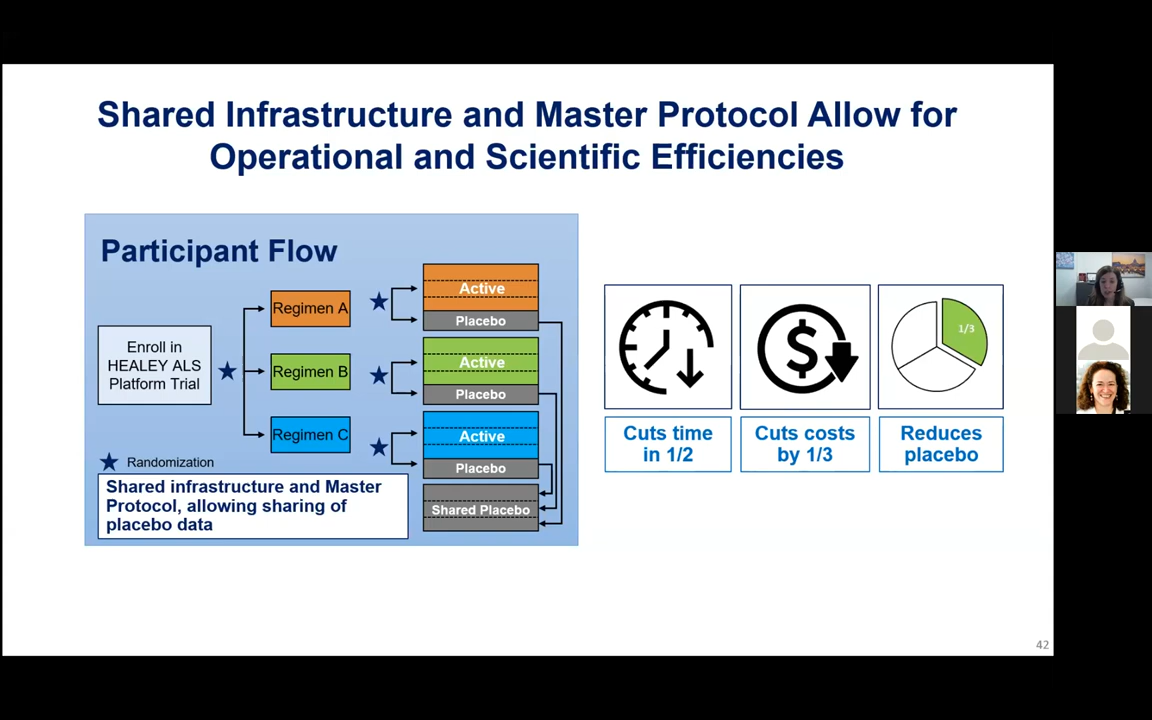 Shared Infrastructure and Master Protocol Allow for
Operational and Scientific Efficiencies
Participant Flow
Enroll in
HEALEY ALS
Platform Trial
Regimen A
Regimen B
Regimen C
Active
Placebo
Active
Placebo
Active
Placebo
Shared Placebo
Randomization
Shared infrastructure and Master
Protocol, allowing sharing of
placebo data
$
1/3
Cuts time
in 1/2
Cuts costs
by 1/3
Reduces
placebo
42